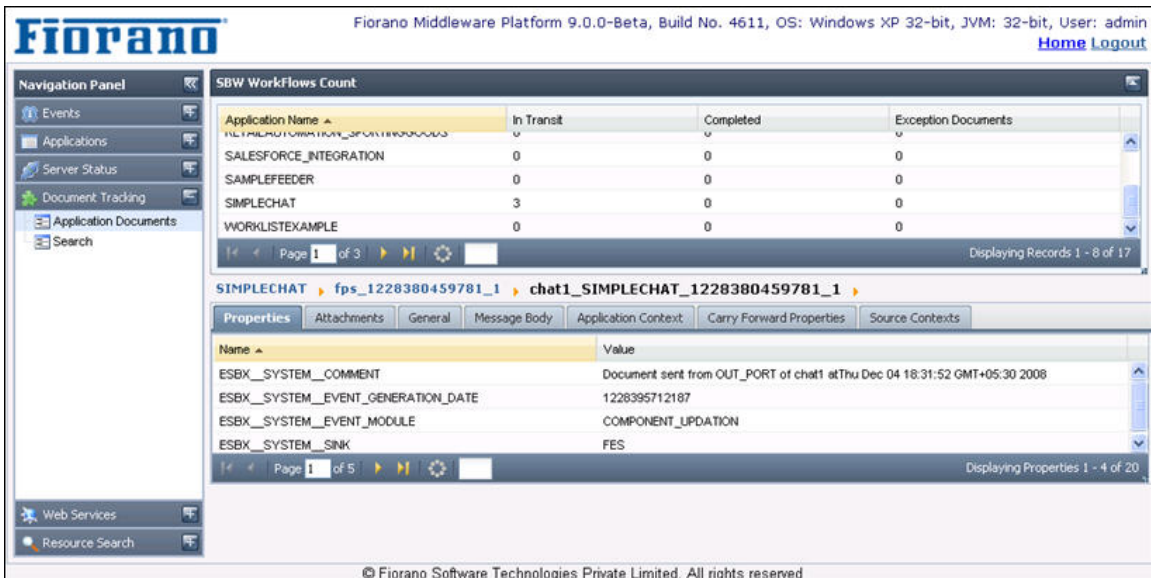 Fiorano
Fiorano Middleware Platform 9.0.0-Beta, Build No. 4611, OS: Windows XP 32-bit, JVM: 32-bit, User: admin
Home Logout
Navigation Panel
Events
Applications
Server Status
Document Tracking
Application Documents
Search
Web Services
Resource Search
SBW WorkFlows Count
Application Name In Transit Completed Exception Documents
RETAILAUTOMATION_SPORTINGGOODS 0 0 0
SALESFORCE_INTEGRATION 0 0 0
SAMPLEFEEDER 0 0 0
SIMPLECHAT 3 0 0
WORKLISTEXAMPLE 0 0 0
Page 1 of 3 Displaying Records 1 - 8 of 17
SIMPLECHAT fps_1228380459781_1 chat1_SIMPLECHAT_1228380459781_1
Properties Attachments General Message Body Application Context Carry Forward Properties Source Contexts
Name Value
ESBX__SYSTEM__COMMENT Document sent from OUT_PORT of chat1 atThu Dec 04 18:31:52 GMT+05:30 2008
ESBX__SYSTEM__EVENT_GENERATION_DATE 1228395712187
ESBX__SYSTEM__EVENT_MODULE COMPONENT_UPDATION
ESBX__SYSTEM__SINK FES
Page 1 of 5 Displaying Properties 1 - 4 of 20
© Fiorano Software Technologies Private Limited. All rights reserved